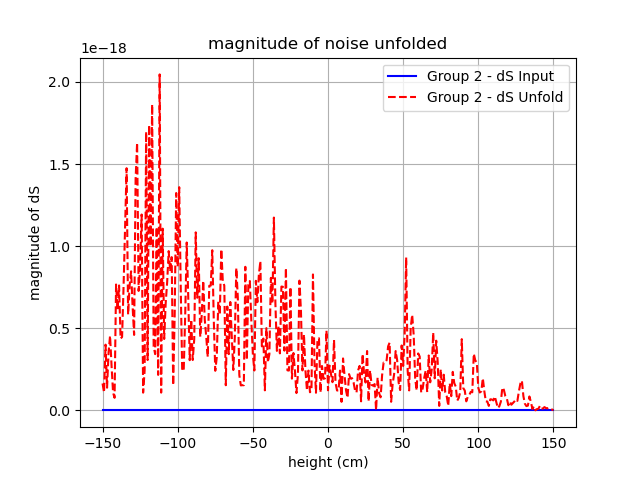 magnitude of noise unfolded
1e−18
Group 2 - dS Input
Group 2 - dS Unfold
magnitude of dS
2.0
1.5
1.0
0.5
0.0
−150 −100 −50 0 50 100 150
height (cm)